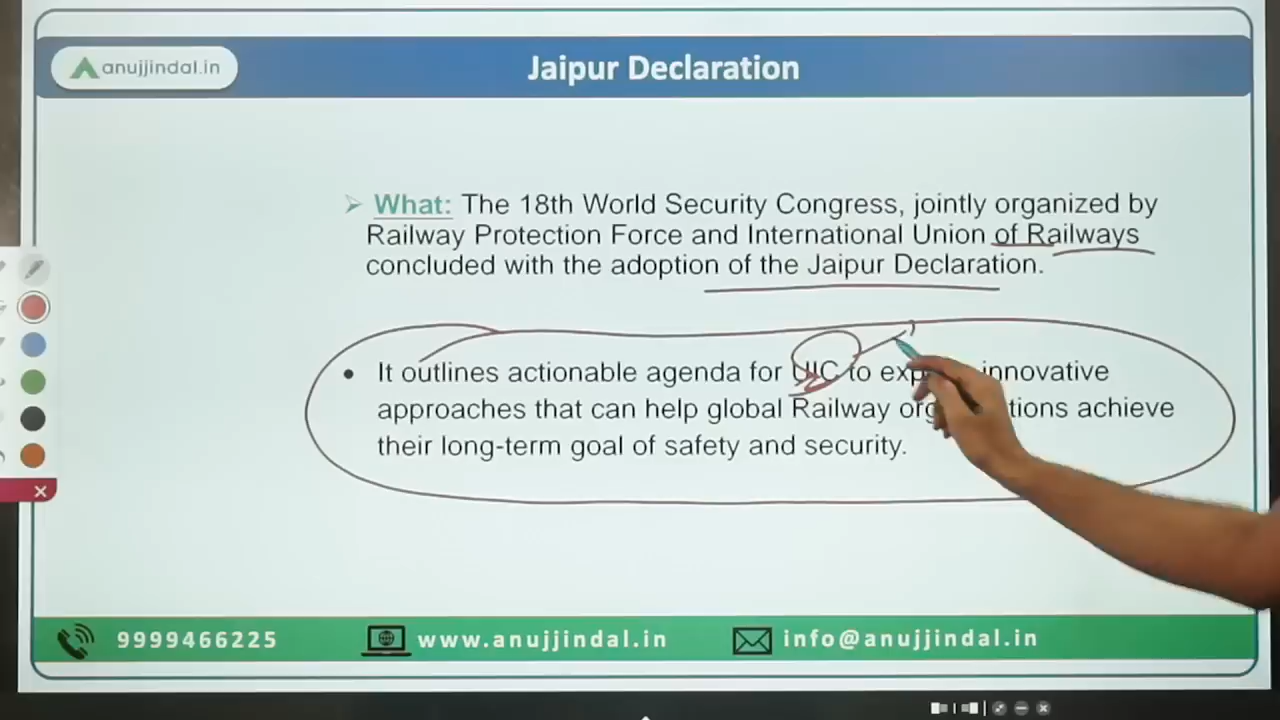 anujjindal.in
Jaipur Declaration
What: The 18th World Security Congress, jointly organized by
Railway Protection Force and International Union of Railways
concluded with the adoption of the Jaipur Declaration.
It outlines actionable agenda for UIC to innovative
approaches that can help global Railway achieve
their long-term goal of safety and security.
9999466225
www.anujjindal.in
info@anujjindal.in